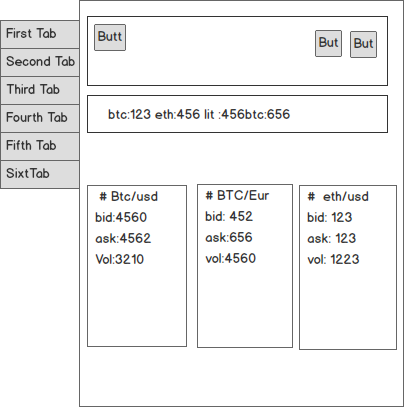 First Tab
Second Tab
Third Tab
Fourth Tab
Fifth Tab
SixtTab
Butt
But
But
btc:123 eth:456 lit :456btc:656
# Btc/usd
bid:4560
ask:4562
Vol:3210
# BTC/Eur
bid: 452
ask:656
vol:4560
# eth/usd
bid: 123
ask: 123
vol: 1223